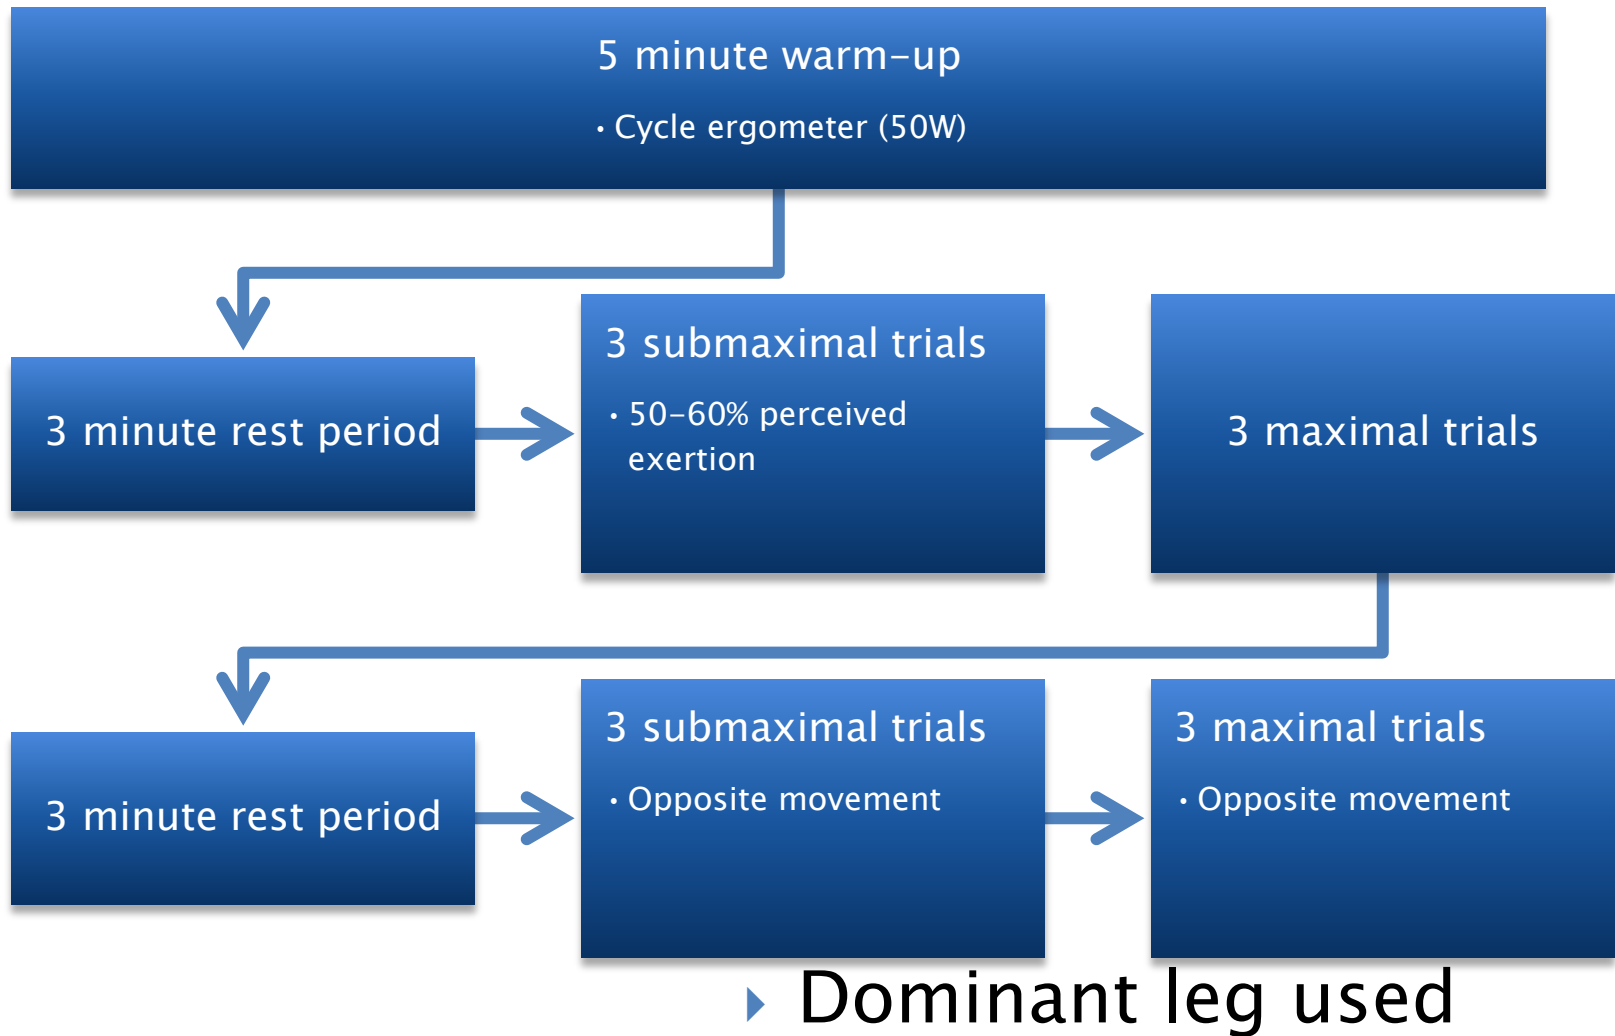 5 minute warm-up
• Cycle ergometer (50W)
3 minute rest period
3 submaximal trials
• 50-60% perceived
exertion
3 maximal trials
3 minute rest period
3 submaximal trials
• Opposite movement
3 maximal trials
• Opposite movement
Dominant leg used